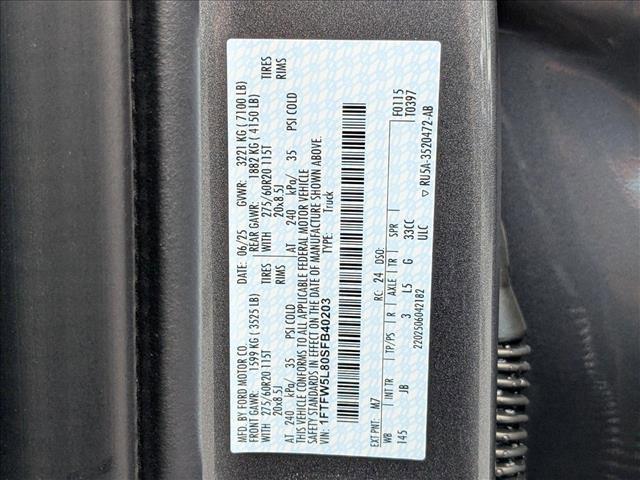 MFD. BY FORD MOTOR CO.
DATE: 06/25 GVWR: 3221 KG ( 7100 LB)
FRONT GAWR: 1599 KG ( 3525 LB) REAR GAWR: 1882 KG ( 4150 LB)
WITH 275/60R20 115T TIRES WITH 275/60R20 115T TIRES
20x8.5J RIMS 20x8.5J RIMS
AT 240 kPa/ 35 PSI COLD AT 240 kPa/ 35 PSI COLD
THIS VEHICLE CONFORMS TO ALL APPLICABLE FEDERAL MOTOR VEHICLE
SAFETY STANDARDS IN EFFECT ON THE DATE OF MANUFACTURE SHOWN ABOVE.
VIN: 1FTFW5L80SFB40203
TYPE: Truck
F0115
T0397
EXT PNT: M7 RC: 24 DSO:
WB INT TR TP/PS R AXLE TR SPR
145 JB 3 L5 G 33CC
ULC
2202506042182
▽ RU5A-3520472-AB